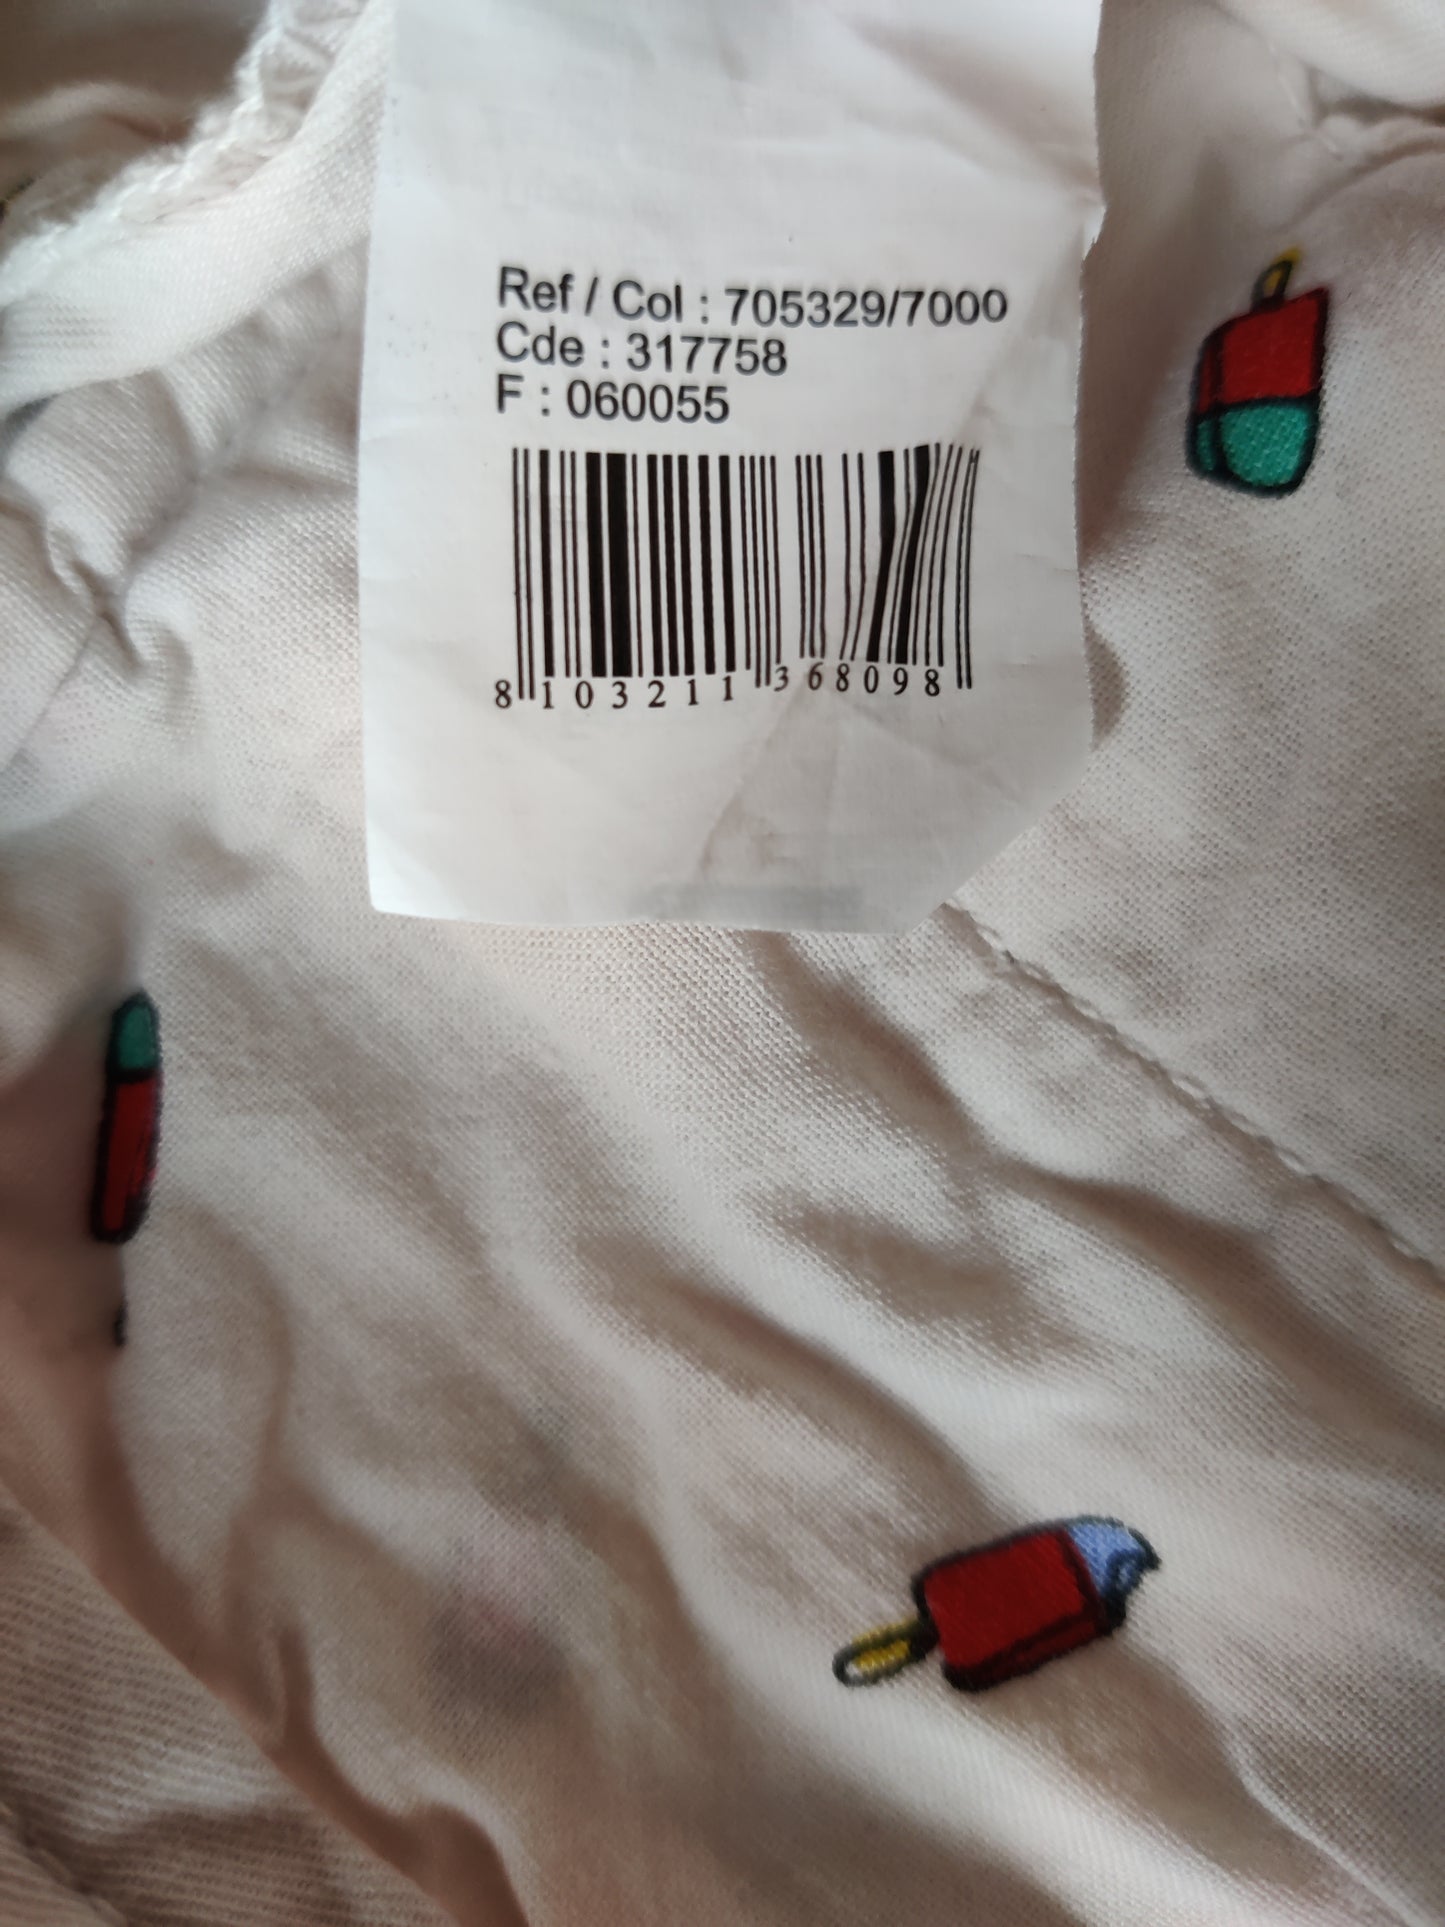 Ref / Col : 705329/7000
Cde : 317758
F : 060055
8 103211 368098